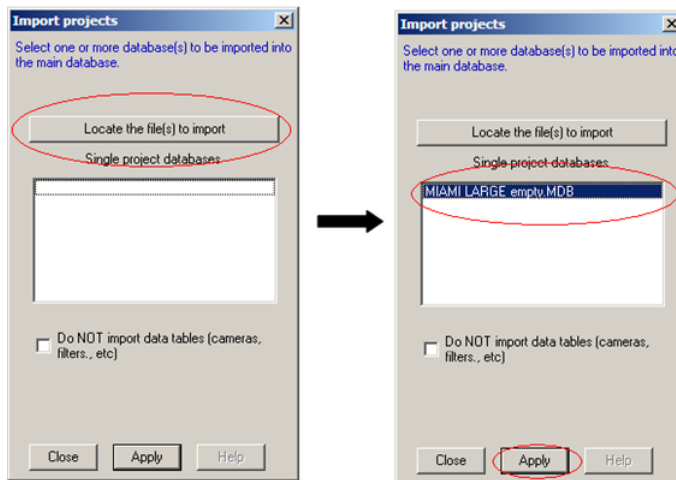 Import projects
Select one or more database(s) to be imported into
the main database.
Locate the file(s) to import
Single project databases
Do NOT import data tables (cameras,
filters., etc)
Close
Apply
Help
Import projects
Select one or more database(s) to be imported into
the main database.
Locate the file(s) to import
Single project databases
MIAMI LARGE empty.MDB
Do NOT import data tables (cameras,
filters., etc)
Close
Apply
Help